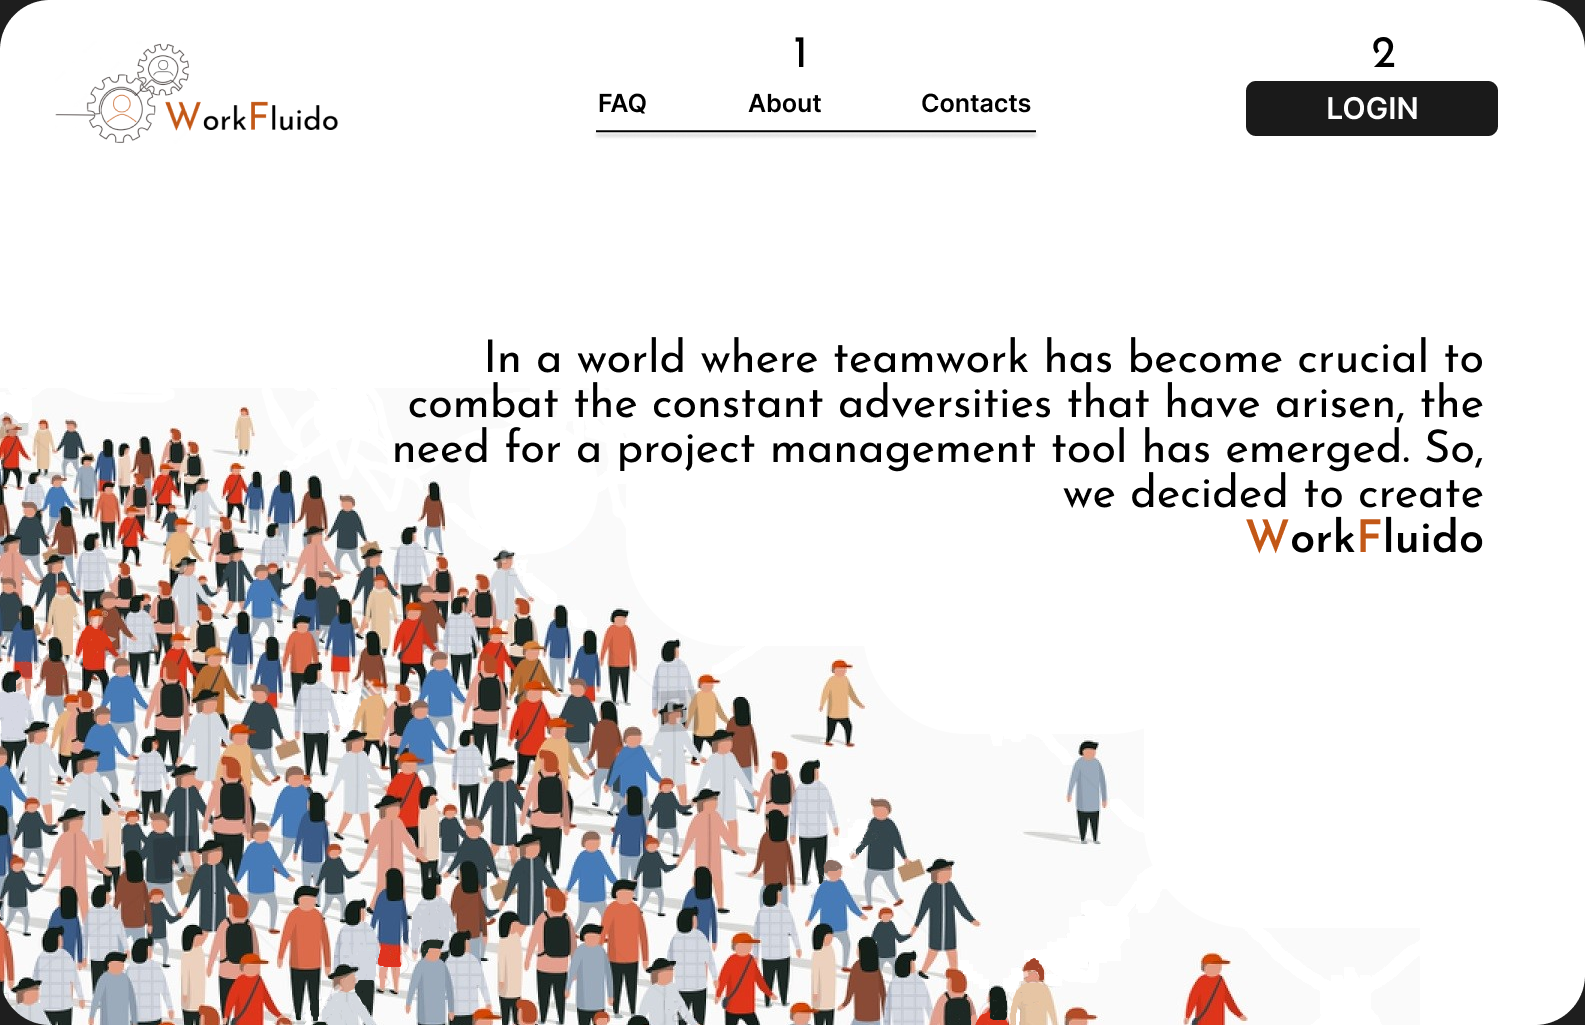 1
2
WorkFluido
FAQ
About
Contacts
LOGIN
In a world where teamwork has become crucial to
combat the constant adversities that have arisen, the
need for a project management tool has emerged. So,
we decided to create
WorkFluido